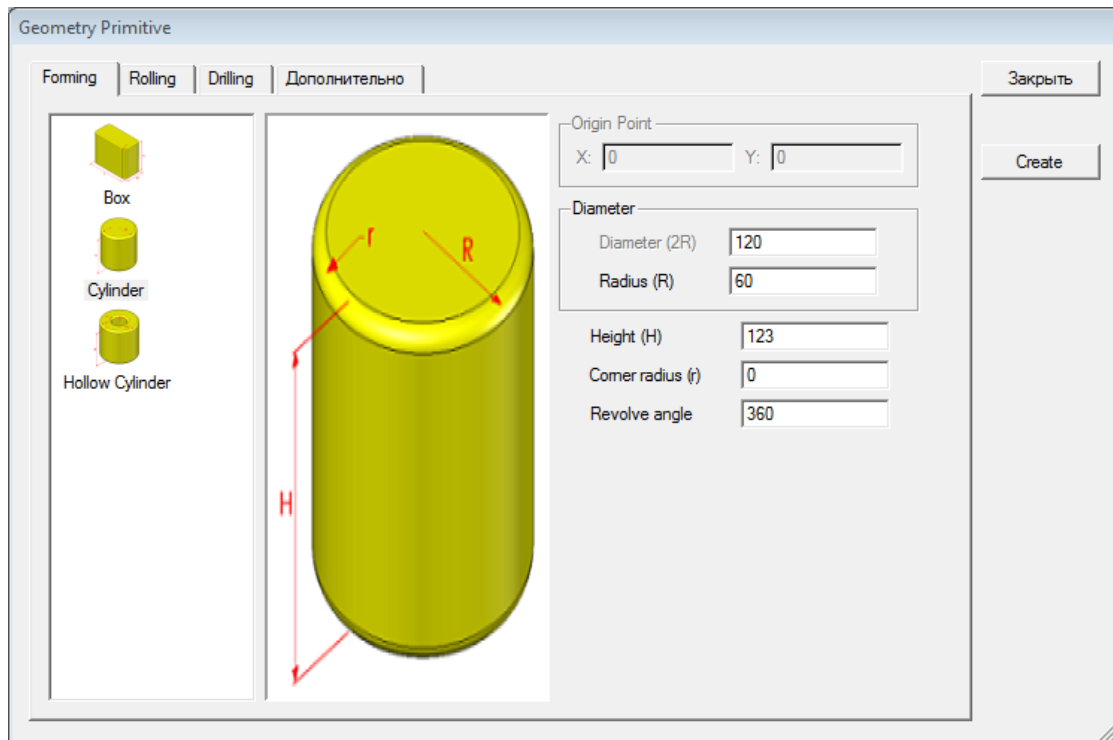 Geometry Primitive
Forming Rolling Drilling Дополнительно
Закрыть
Create
Box
Cylinder
Hollow Cylinder
r
R
H
Origin Point
X: 0 Y: 0
Diameter
Diameter (2R) 120
Radius (R) 60
Height (H) 123
Corner radius (r) 0
Revolve angle 360